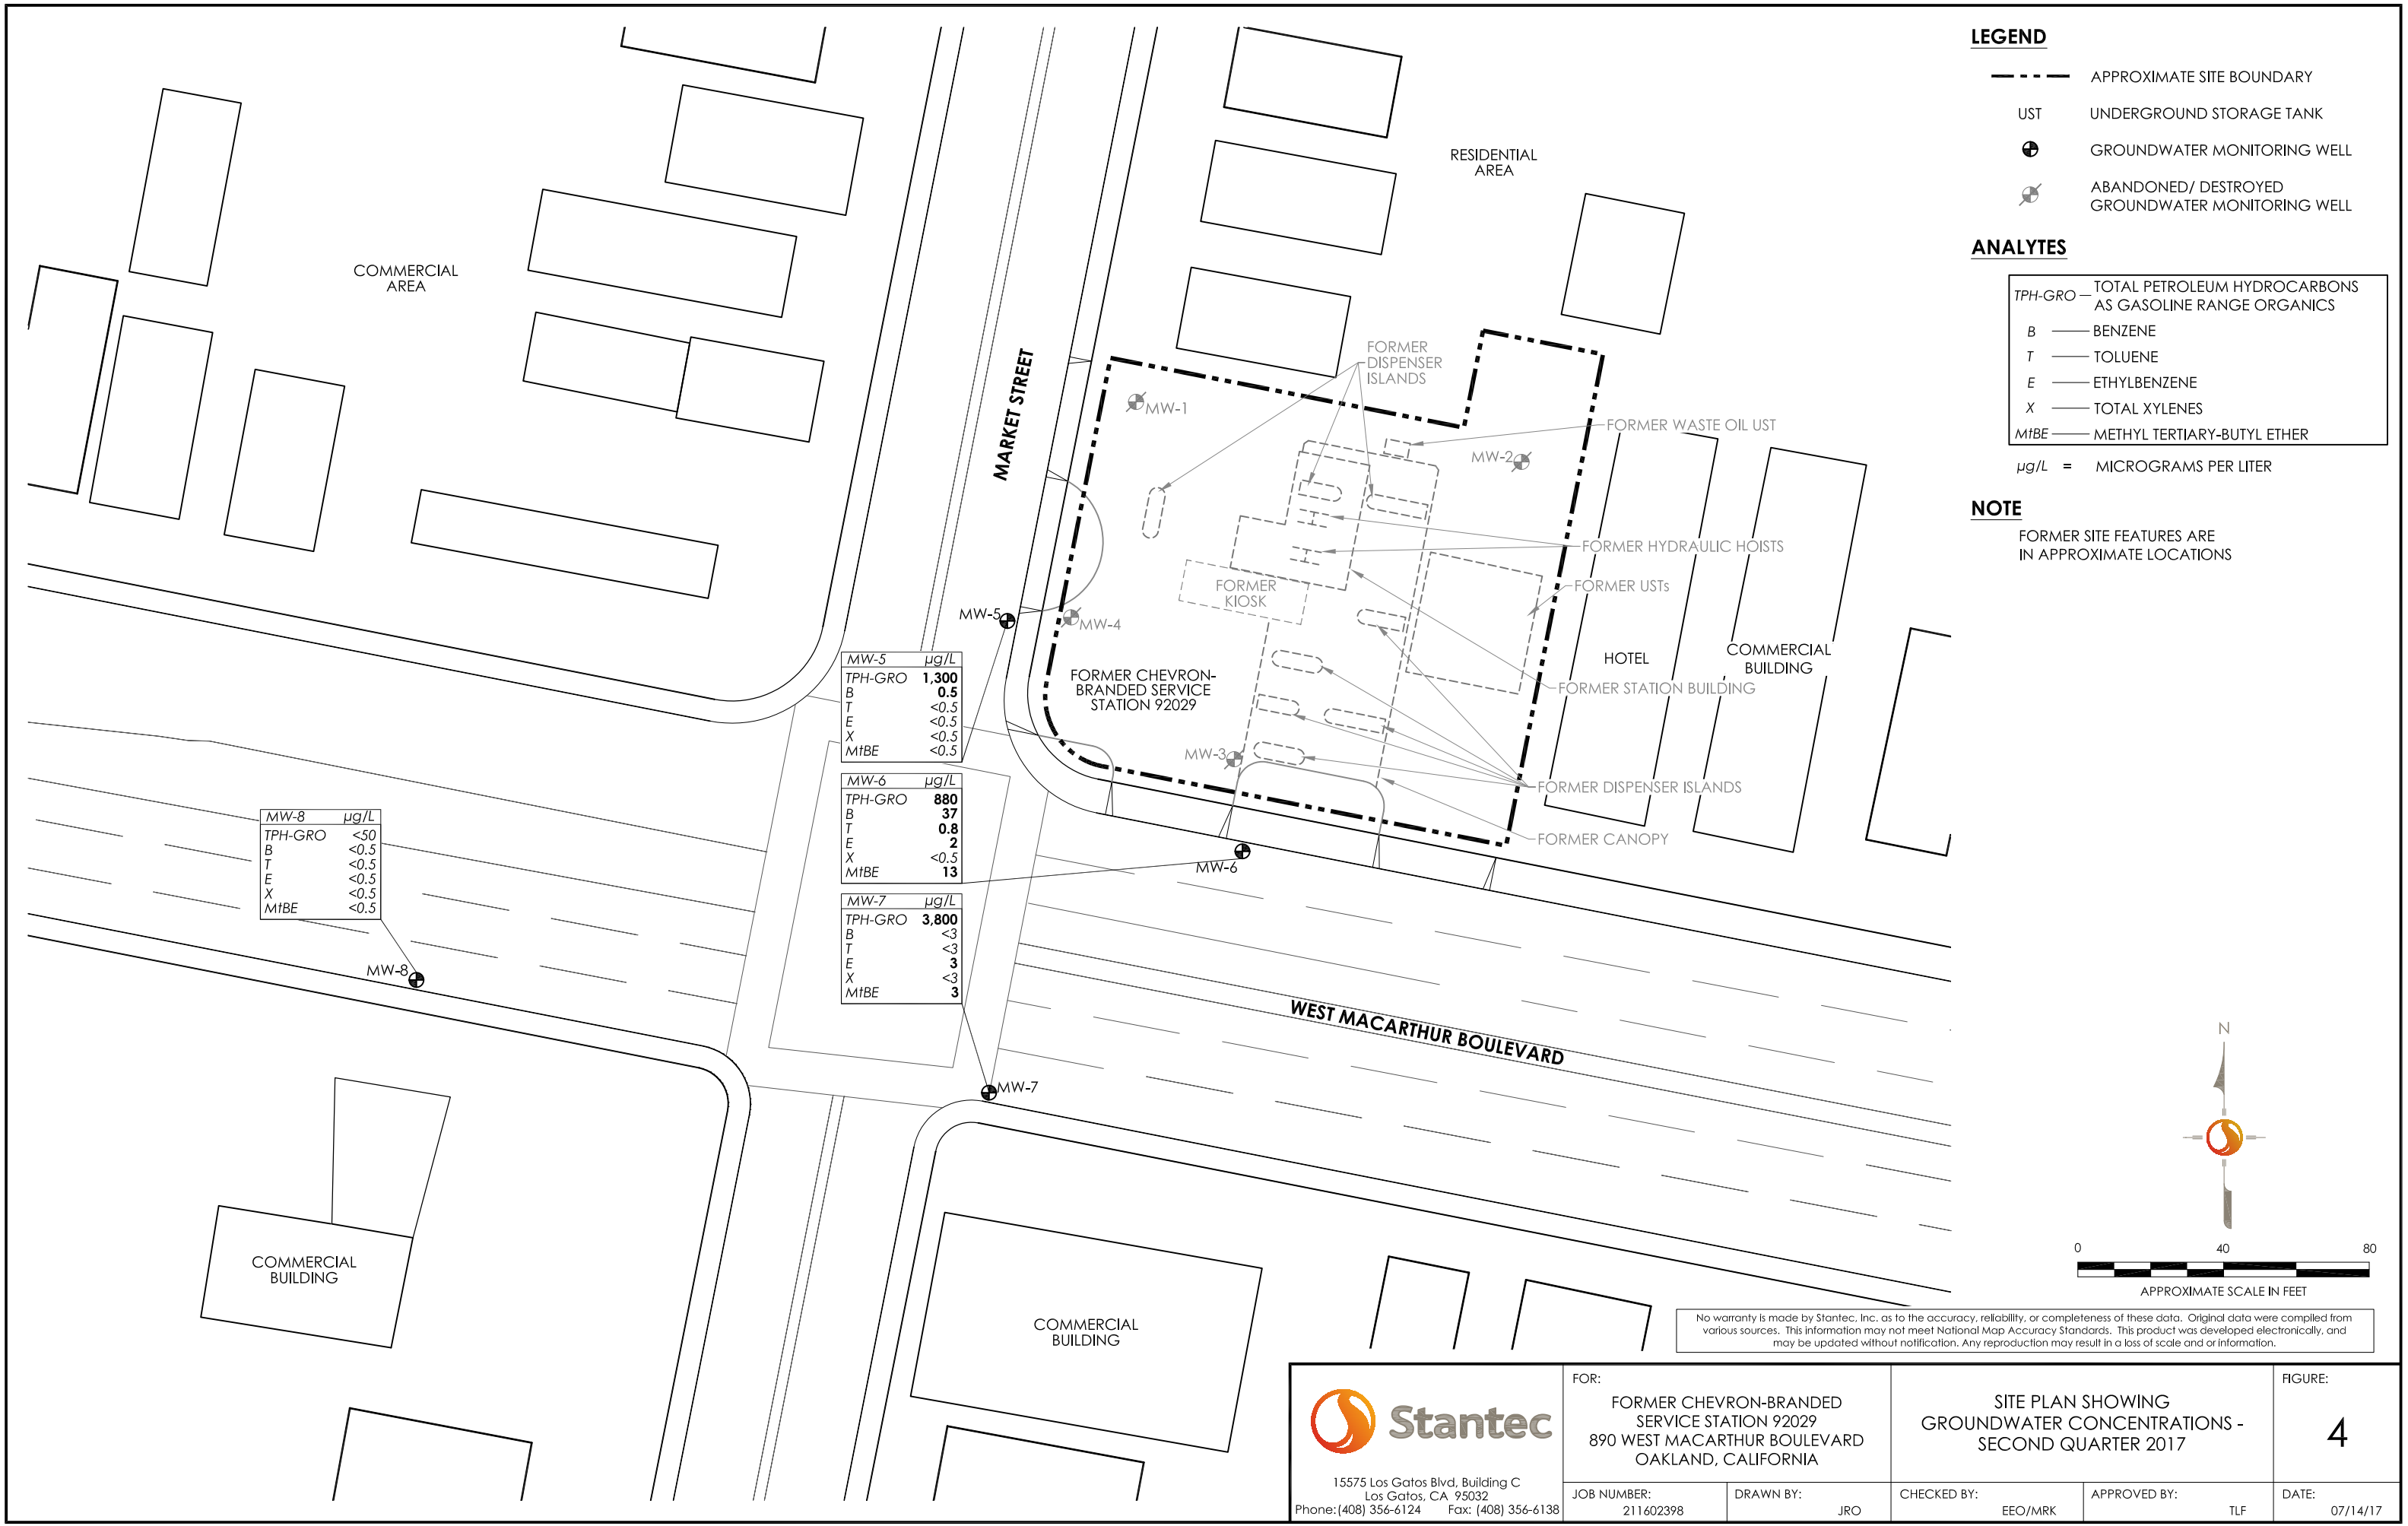 LEGEND
APPROXIMATE SITE BOUNDARY
UST UNDERGROUND STORAGE TANK
GROUNDWATER MONITORING WELL
ABANDONED/ DESTROYED
GROUNDWATER MONITORING WELL
ANALYTES
TPH-GRO — TOTAL PETROLEUM HYDROCARBONS
AS GASOLINE RANGE ORGANICS
B — BENZENE
T — TOLUENE
E — ETHYLBENZENE
X — TOTAL XYLENES
MtBE — METHYL TERTIARY-BUTYL ETHER
µg/L = MICROGRAMS PER LITER
NOTE
FORMER SITE FEATURES ARE
IN APPROXIMATE LOCATIONS
COMMERCIAL
AREA
RESIDENTIAL
AREA
MARKET STREET
FORMER
DISPENSER
ISLANDS
MW-1
FORMER WASTE OIL UST
MW-2
FORMER HYDRAULIC HOISTS
FORMER
KIOSK
FORMER USTs
MW-5
MW-4
HOTEL
COMMERCIAL
BUILDING
FORMER CHEVRON-
BRANDED SERVICE
STATION 92029
FORMER STATION BUILDING
MW-3
FORMER DISPENSER ISLANDS
FORMER CANOPY
MW-6
MW-5 µg/L
TPH-GRO 1,300
B 0.5
T <0.5
E <0.5
X <0.5
MtBE <0.5
MW-6 µg/L
TPH-GRO 880
B 37
T 0.8
E 2
X <0.5
MtBE 13
MW-7 µg/L
TPH-GRO 3,800
B <3
T <3
E 3
X <3
MtBE 3
MW-8 µg/L
TPH-GRO <50
B <0.5
T <0.5
E <0.5
X <0.5
MtBE <0.5
MW-8
MW-7
WEST MACARTHUR BOULEVARD
COMMERCIAL
BUILDING
COMMERCIAL
BUILDING
N
0 40 80
APPROXIMATE SCALE IN FEET
No warranty is made by Stantec, Inc. as to the accuracy, reliability, or completeness of these data. Original data were compiled from
various sources. This information may not meet National Map Accuracy Standards. This product was developed electronically, and
may be updated without notification. Any reproduction may result in a loss of scale and or information.
Stantec
15575 Los Gatos Blvd, Building C
Los Gatos, CA 95032
Phone:(408) 356-6124 Fax: (408) 356-6138
FOR:
FORMER CHEVRON-BRANDED
SERVICE STATION 92029
890 WEST MACARTHUR BOULEVARD
OAKLAND, CALIFORNIA
SITE PLAN SHOWING
GROUNDWATER CONCENTRATIONS -
SECOND QUARTER 2017
FIGURE:
4
JOB NUMBER:
211602398
DRAWN BY:
JRO
CHECKED BY:
EEO/MRK
APPROVED BY:
TLF
DATE:
07/14/17